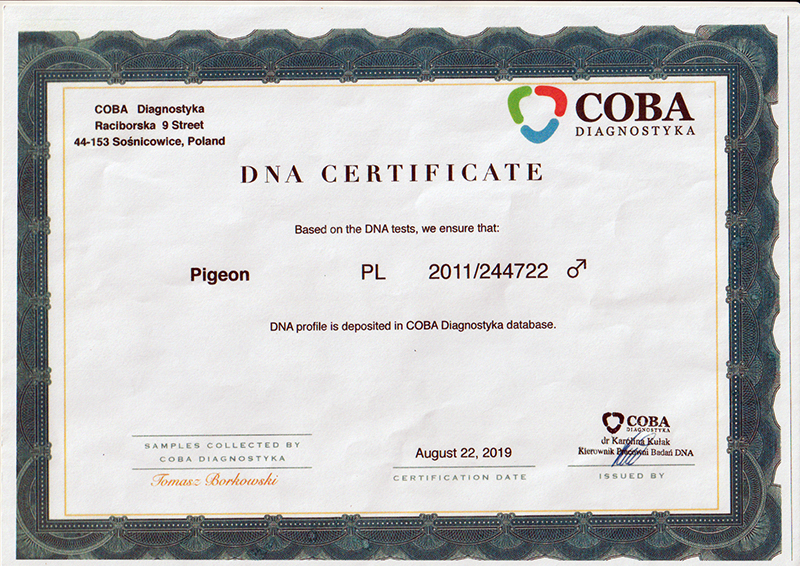 COBA Diagnostyka
Raciborska 9 Street
44-153 Sośnicowice, Poland
COBA
DIAGNOSTYKA
DNA CERTIFICATE
Based on the DNA tests, we ensure that:
Pigeon PL 2011/244722 ♂
DNA profile is deposited in COBA Diagnostyka database.
SAMPLES COLLECTED BY
COBA DIAGNOSTYKA
Tomasz Borkowski
August 22, 2019
CERTIFICATION DATE
COBA
DIAGNOSTYKA
dr Karolina Kułak
Kierownik Pracowni Badań DNA
ISSUED BY